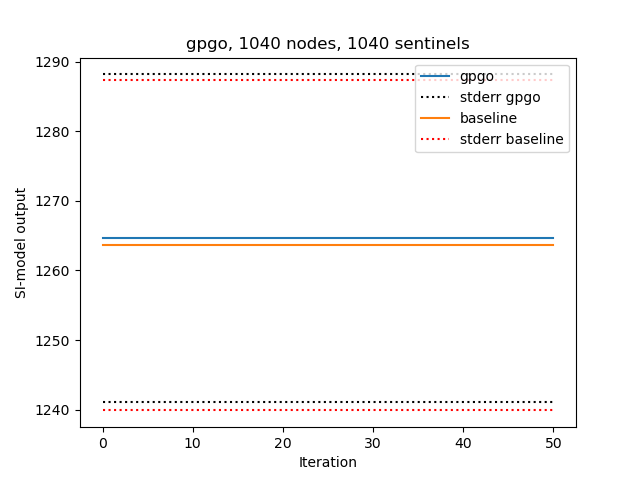 gpgo, 1040 nodes, 1040 sentinels
1290
1280
1270
1260
1250
1240
SI-model output
gpgo
stderr gpgo
baseline
stderr baseline
0 10 20 30 40 50
Iteration